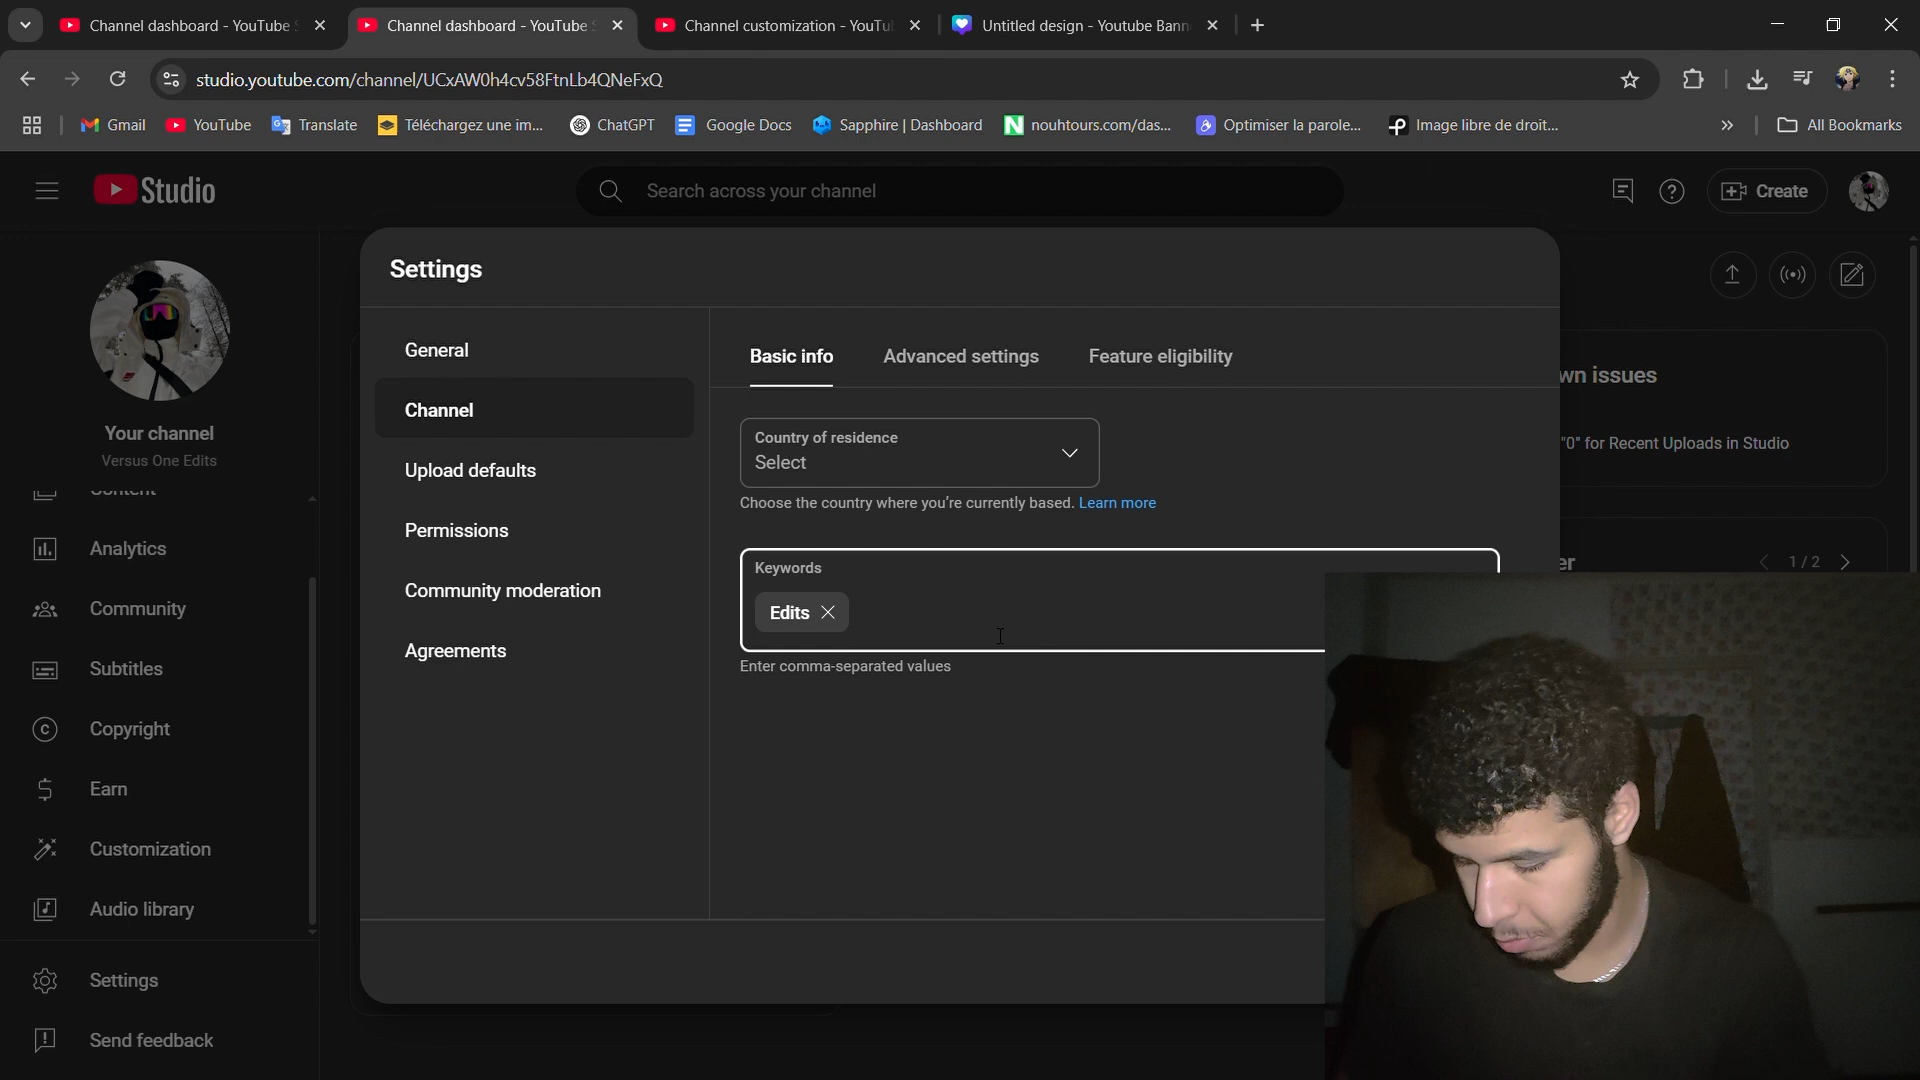 Channel dashboard - YouTube S
Channel dashboard - YouTube S
Channel customization - YouTu
Untitled design - Youtube Bann
studio.youtube.com/channel/UCxAW0h4cv58FtnLb4QNeFxQ
Gmail
YouTube
Translate
Téléchargez une im...
ChatGPT
Google Docs
Sapphire | Dashboard
nouhtours.com/das...
Optimiser la parole...
Image libre de droit...
All Bookmarks
Studio
Search across your channel
Create
Your channel
Versus One Edits
Content
Analytics
Community
Subtitles
Copyright
Earn
Customization
Audio library
Settings
Send feedback
Settings
General
Channel
Upload defaults
Permissions
Community moderation
Agreements
Basic info
Advanced settings
Feature eligibility
Country of residence
Select
Choose the country where you're currently based. Learn more
Keywords
Edits
Enter comma-separated values
wn issues
"0" for Recent Uploads in Studio
er
1 / 2